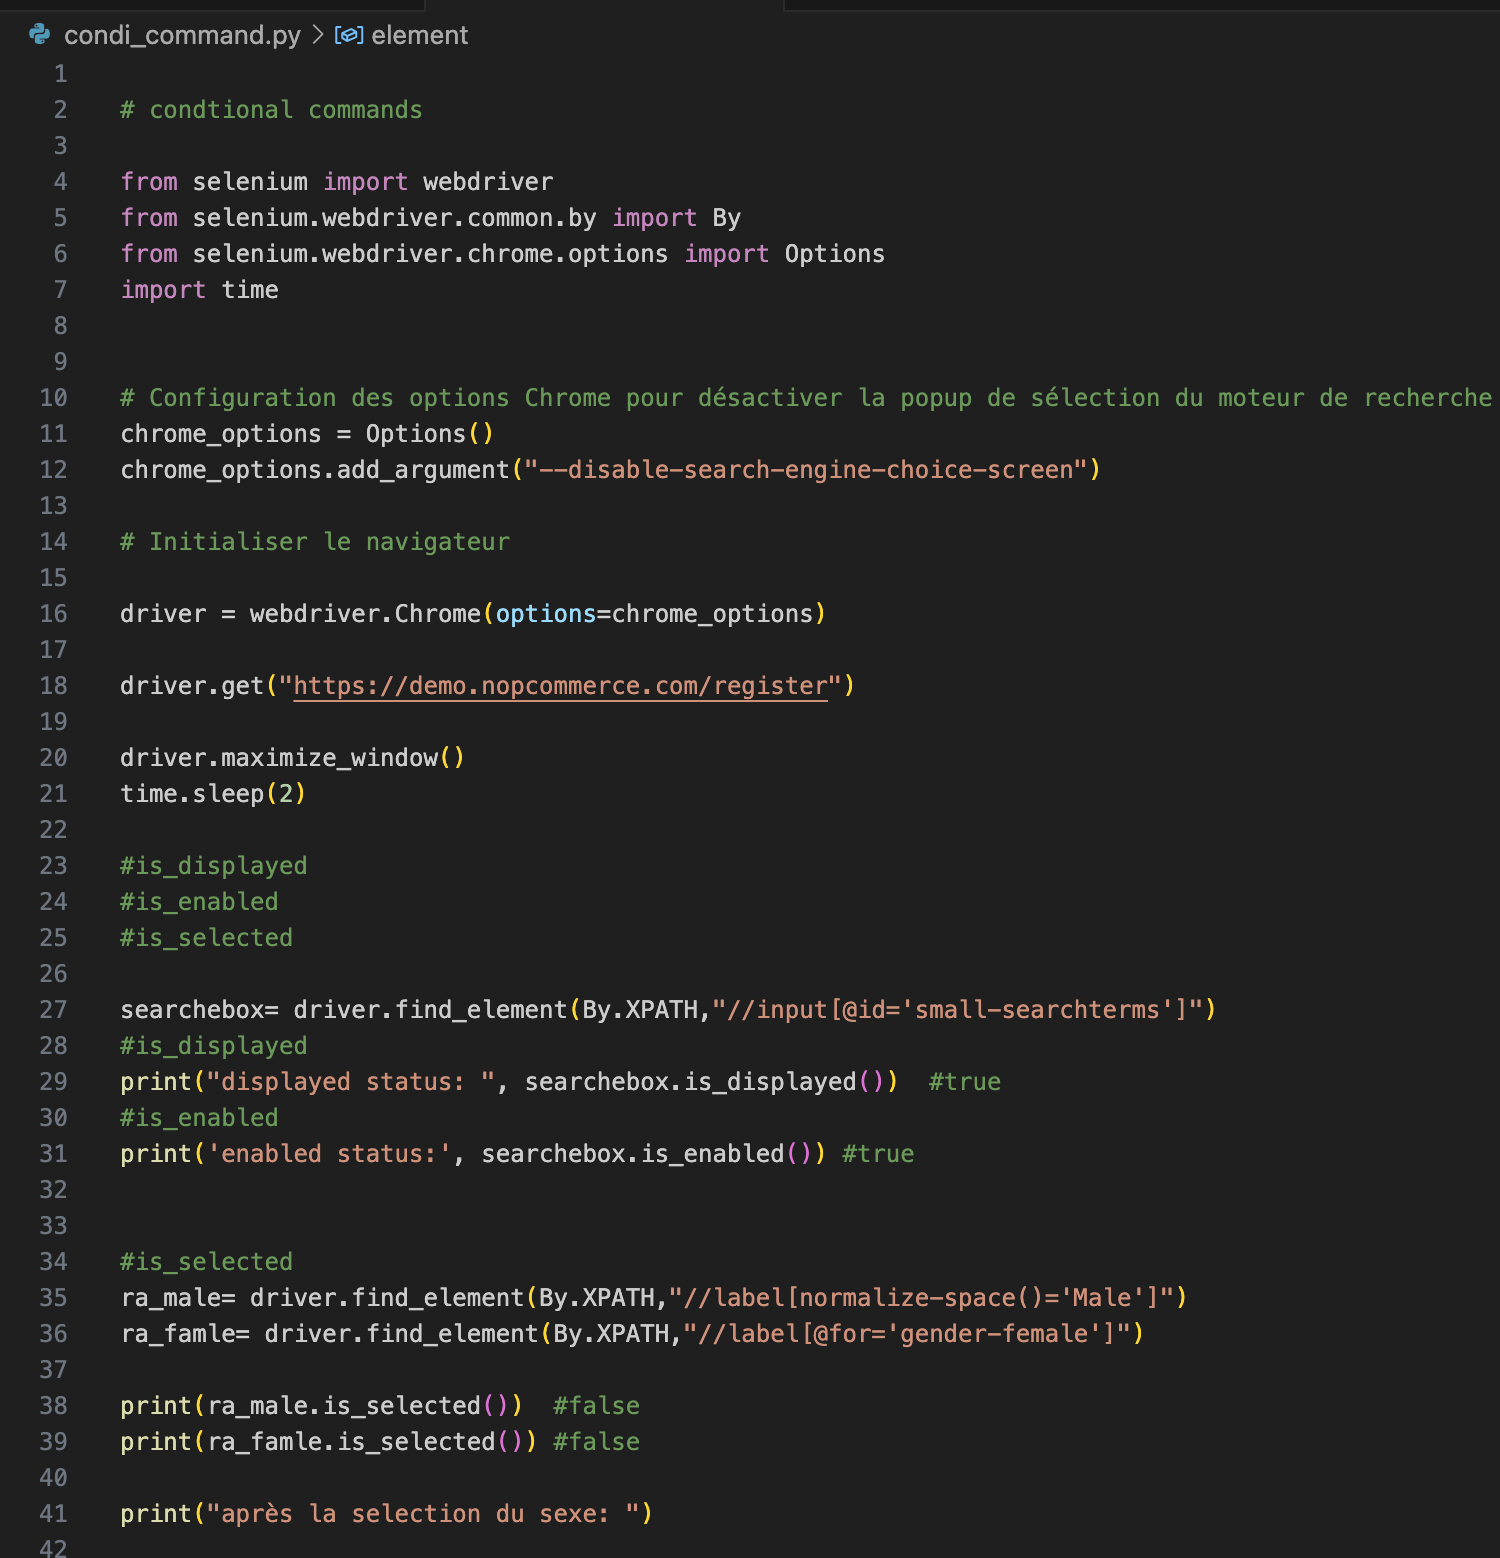 condi_command.py > element
1
2 # condtional commands
3
4 from selenium import webdriver
5 from selenium.webdriver.common.by import By
6 from selenium.webdriver.chrome.options import Options
7 import time
8
9
10 # Configuration des options Chrome pour désactiver la popup de sélection du moteur de recherche
11 chrome_options = Options()
12 chrome_options.add_argument("--disable-search-engine-choice-screen")
13
14 # Initialiser le navigateur
15
16 driver = webdriver.Chrome(options=chrome_options)
17
18 driver.get("https://demo.nopcommerce.com/register")
19
20 driver.maximize_window()
21 time.sleep(2)
22
23 #is_displayed
24 #is_enabled
25 #is_selected
26
27 searchebox= driver.find_element(By.XPATH,"//input[@id='small-searchterms']")
28 #is_displayed
29 print("displayed status: ", searchebox.is_displayed())  #true
30 #is_enabled
31 print('enabled status:', searchebox.is_enabled()) #true
32
33
34 #is_selected
35 ra_male= driver.find_element(By.XPATH,"//label[normalize-space()='Male']")
36 ra_famle= driver.find_element(By.XPATH,"//label[@for='gender-female']")
37
38 print(ra_male.is_selected())  #false
39 print(ra_famle.is_selected()) #false
40
41 print("après la selection du sexe: ")
42